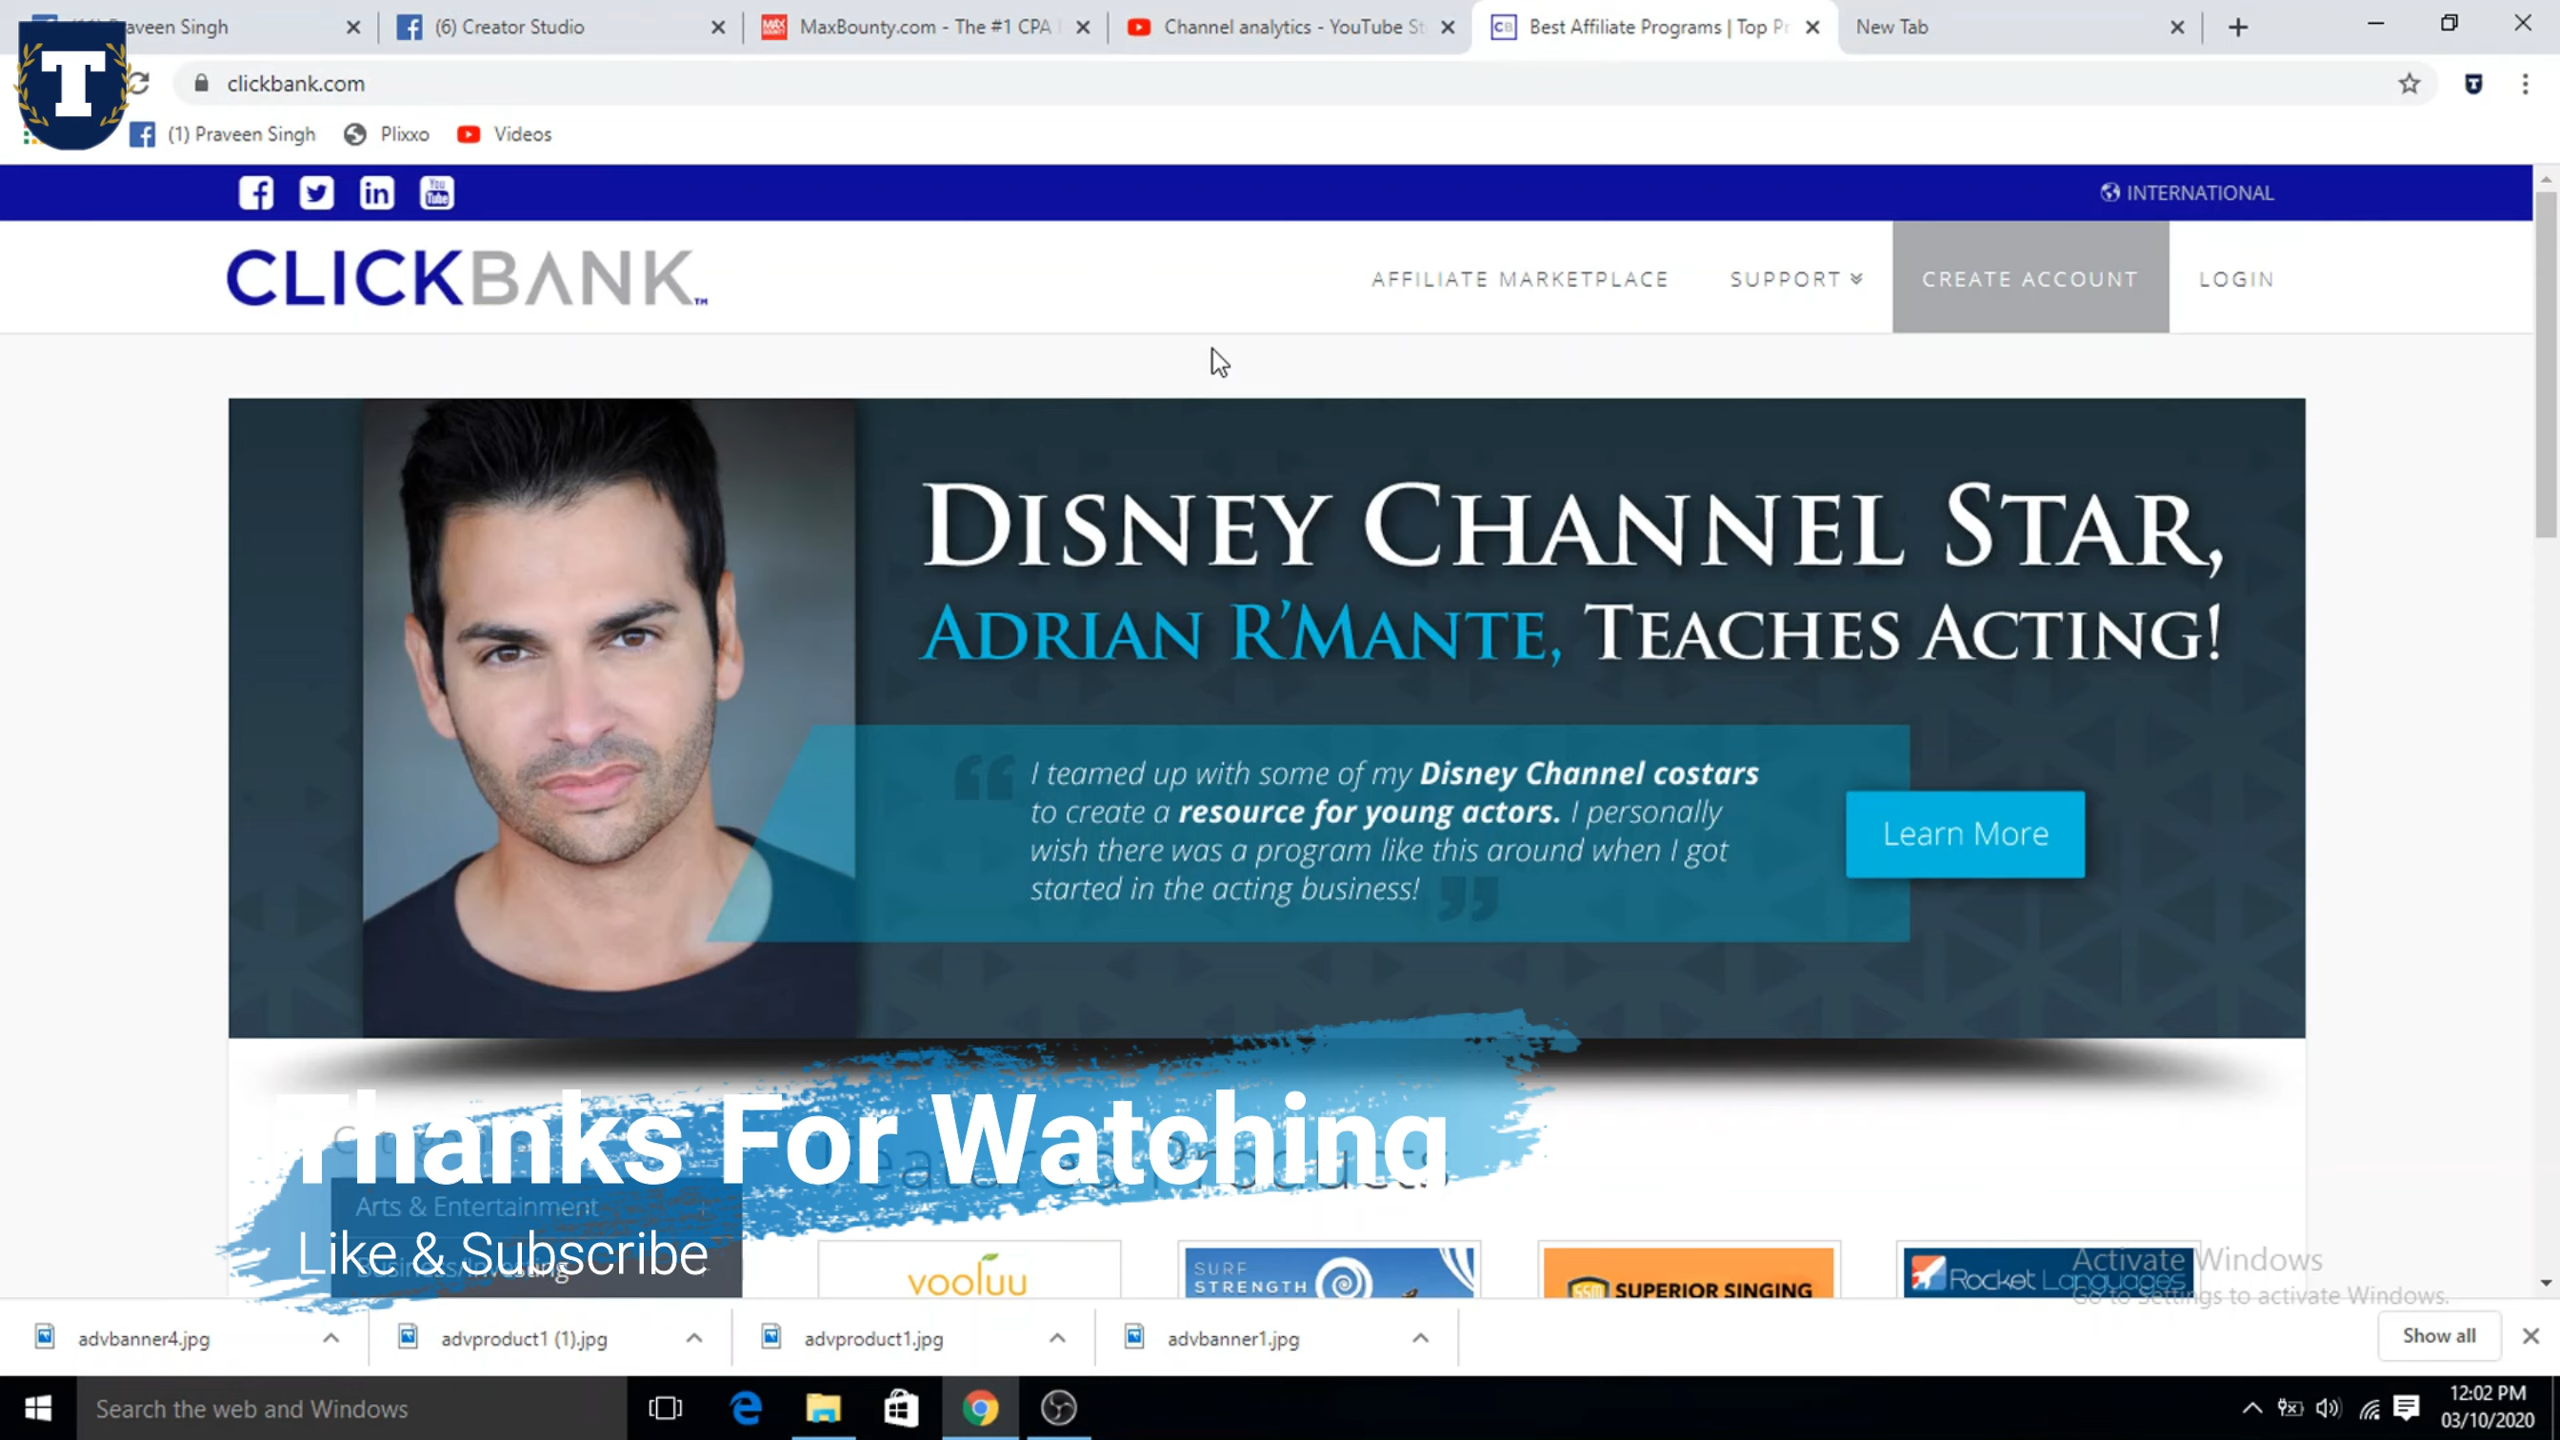 aveen Singh
(6) Creator Studio
MaxBounty.com - The #1 CPA
Channel analytics - YouTube St
Best Affiliate Programs | Top Pr
New Tab
T
clickbank.com
(1) Praveen Singh
Plixxo
Videos
INTERNATIONAL
CLICKBANK™
AFFILIATE MARKETPLACE
SUPPORT
CREATE ACCOUNT
LOGIN
DISNEY CHANNEL STAR,
ADRIAN R'MANTE, TEACHES ACTING!
“ I teamed up with some of my Disney Channel costars
to create a resource for young actors. I personally
wish there was a program like this around when I got
started in the acting business! ”
Learn More
Thanks For Watching
Featured Products
Arts & Entertainment
Like & Subscribe
Business/Investing
vooluu
SURF
STRENGTH
SSM SUPERIOR SINGING
Rocket Languages
Activate Windows
Go to Settings to activate Windows.
advbanner4.jpg
advproduct1 (1).jpg
advproduct1.jpg
advbanner1.jpg
Show all
Search the web and Windows
12:02 PM
03/10/2020